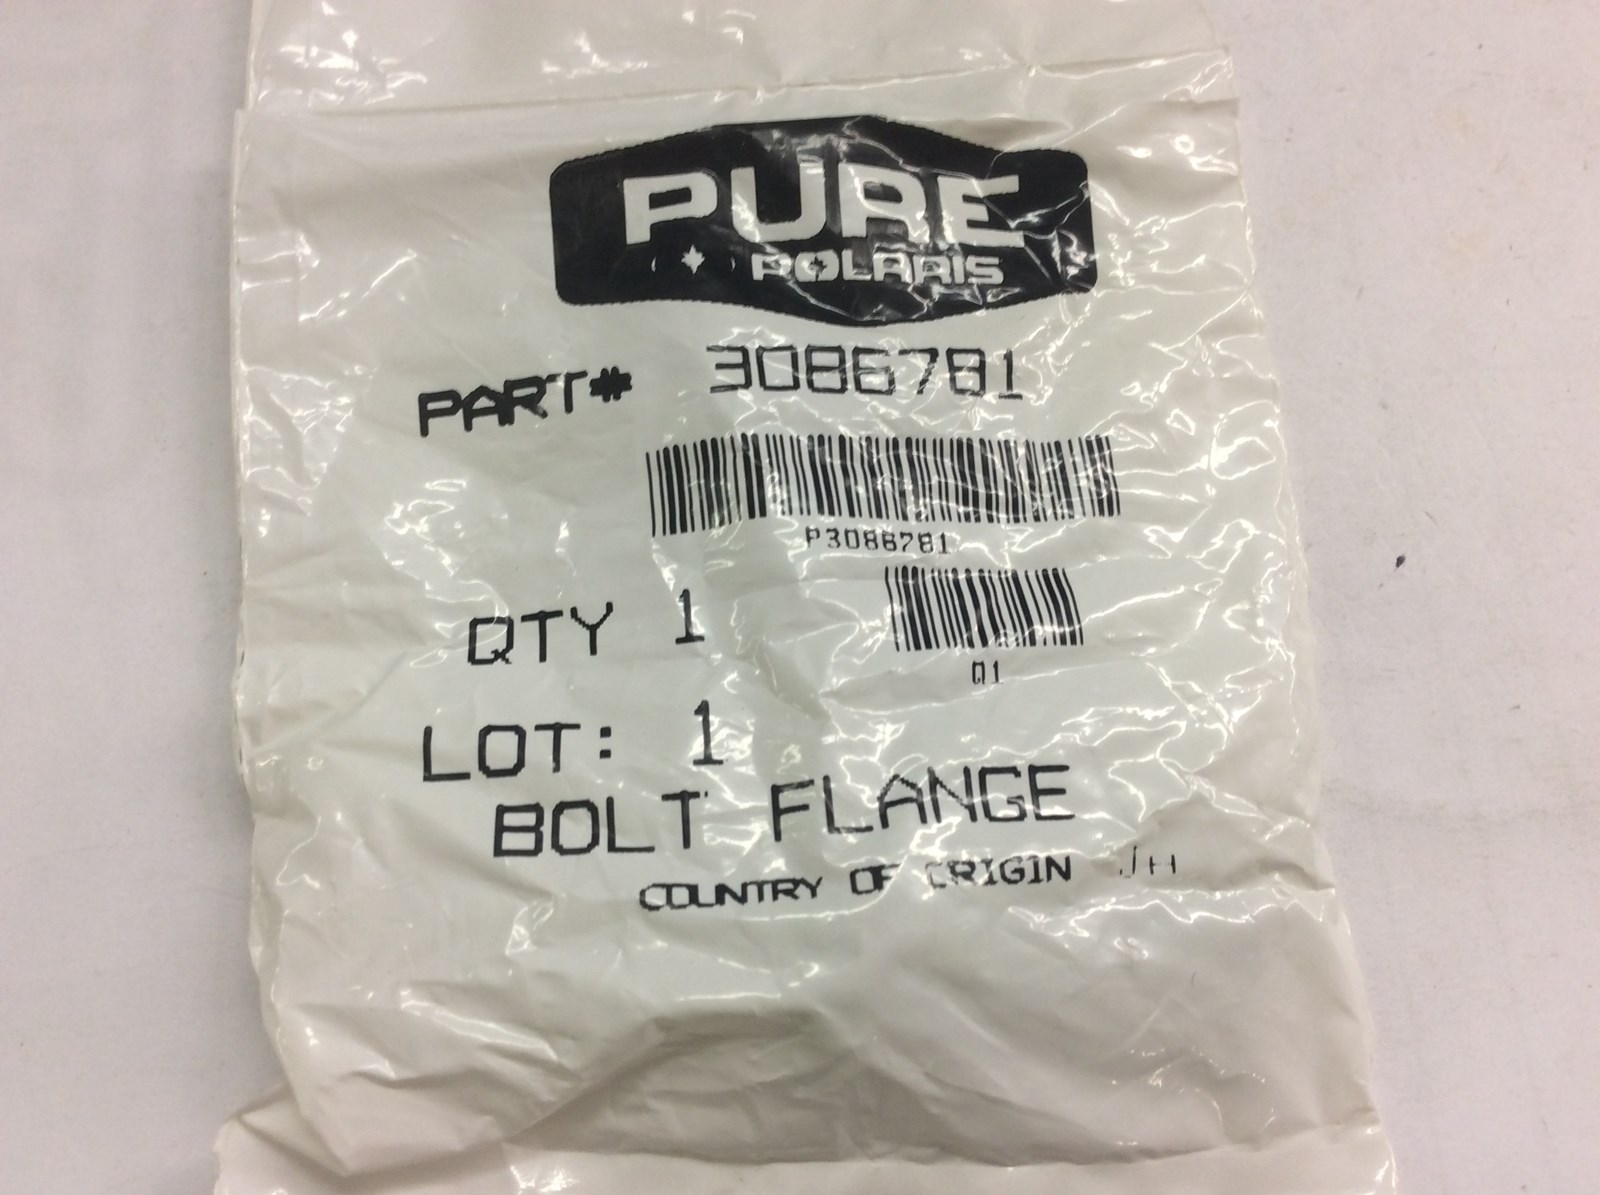 PURE
POLARIS
PART# 3086781
P3086781
QTY 1
Q1
LOT: 1
BOLT FLANGE
COUNTRY OF ORIGIN